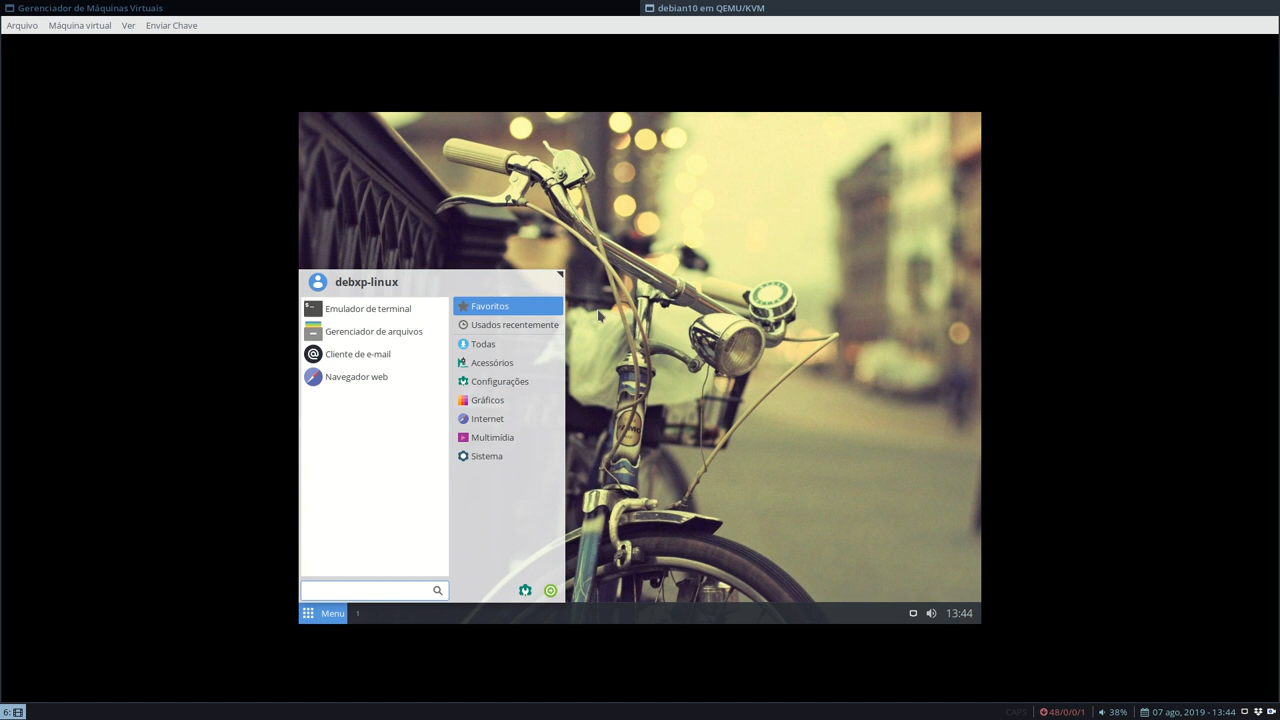 Gerenciador de Máquinas Virtuais
debian10 em QEMU/KVM
Arquivo Máquina virtual Ver Enviar Chave
debxp-linux
Emulador de terminal
Gerenciador de arquivos
Cliente de e-mail
Navegador web
Favoritos
Usados recentemente
Todas
Acessórios
Configurações
Gráficos
Internet
Multimídia
Sistema
Menu 1 13:44
6: CAPS 48/0/0/1 38% 07 ago, 2019 - 13:44